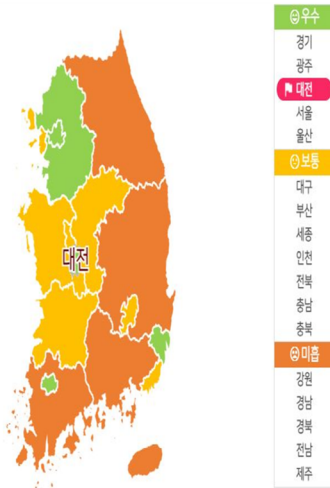 우수
경기
광주
대전
서울
울산
보통
대구
부산
세종
인천
전북
충남
충북
미흡
강원
경남
경북
전남
제주
대전